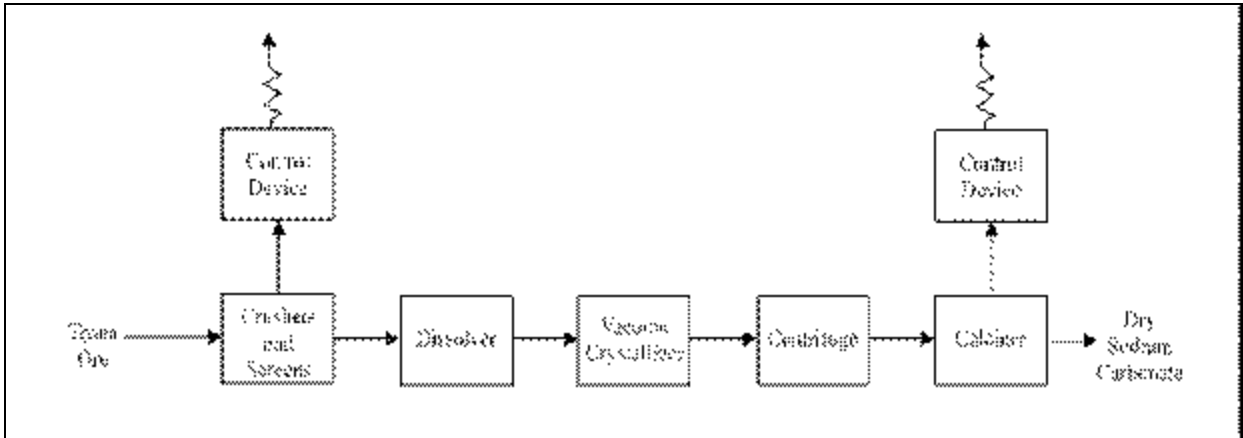 Control
Device
Control
Device
Trona
Ore
Crushers
and
Screens
Dissolver
Vacuum
Crystallizer
Centrifuge
Calciner
Dry
Sodium
Carbonate